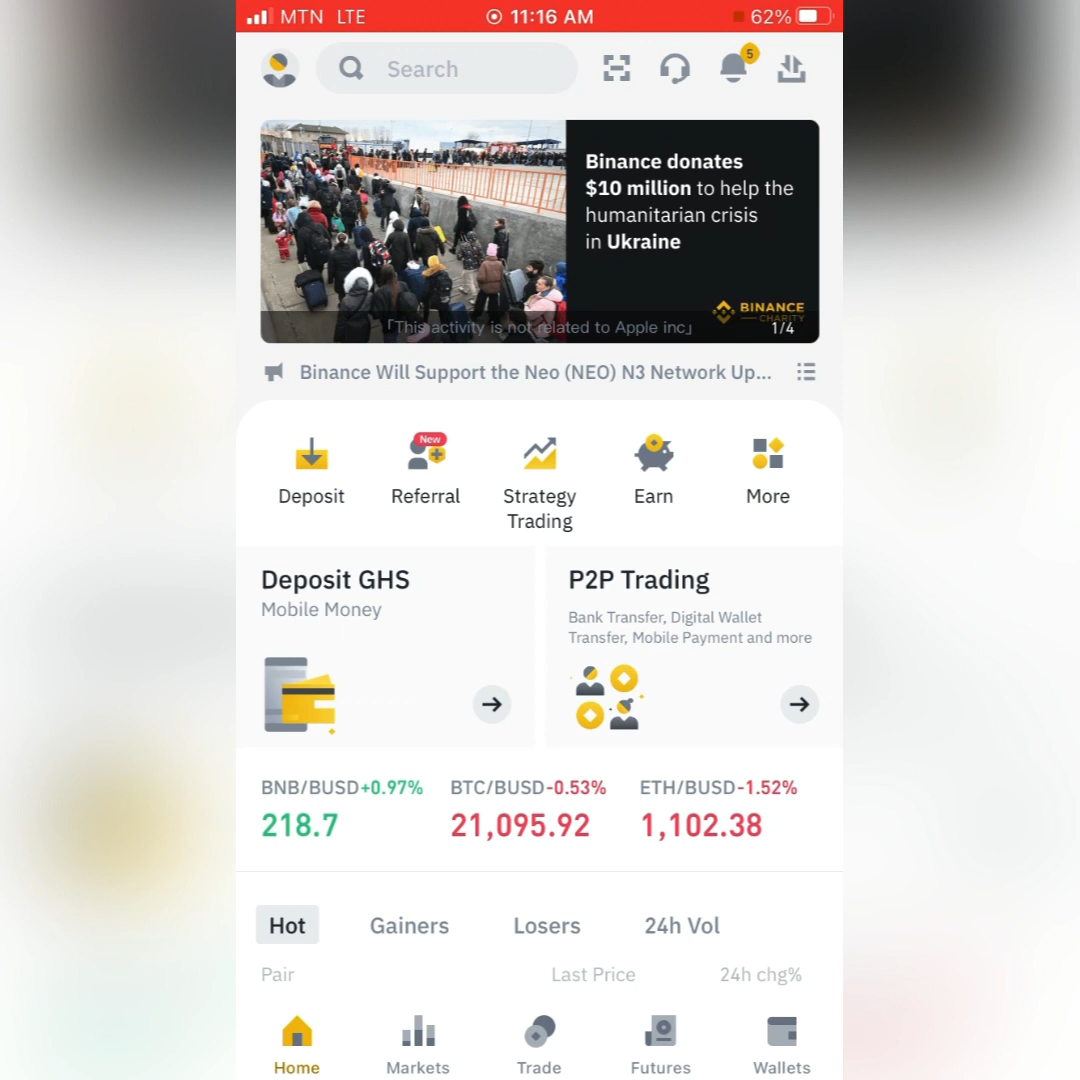 MTN LTE 11:16 AM 62%
Search
5
Binance donates
$10 million to help the
humanitarian crisis
in Ukraine
BINANCE
CHARITY
「This activity is not related to Apple inc」
1/4
Binance Will Support the Neo (NEO) N3 Network Up...
New
Deposit Referral Strategy Trading Earn More
Deposit GHS
Mobile Money
P2P Trading
Bank Transfer, Digital Wallet
Transfer, Mobile Payment and more
BNB/BUSD+0.97% BTC/BUSD-0.53% ETH/BUSD-1.52%
218.7 21,095.92 1,102.38
Hot Gainers Losers 24h Vol
Pair Last Price 24h chg%
Home Markets Trade Futures Wallets